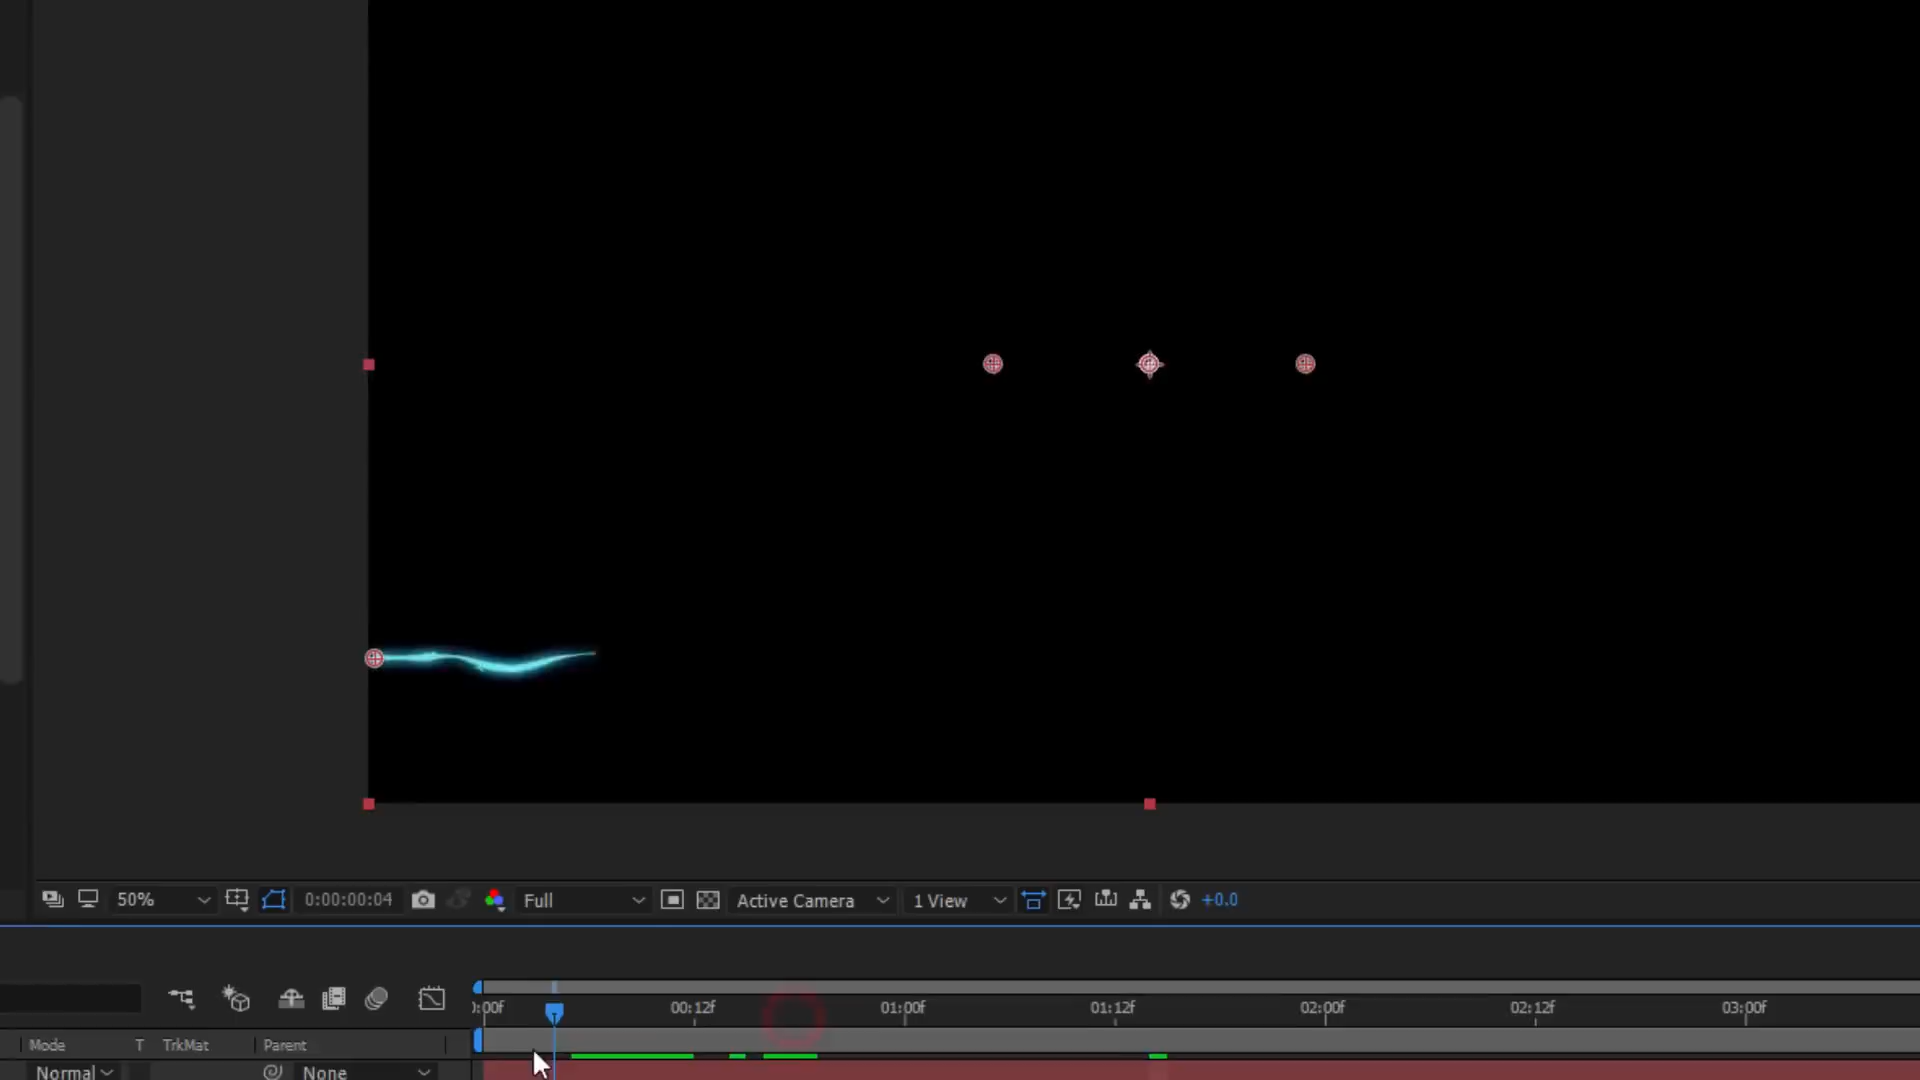 50% 0:00:00:04 Full Active Camera 1 View +0.0
:00f 00:12f 01:00f 01:12f 02:00f 02:12f 03:00f
Mode T TrkMat Parent
Normal None